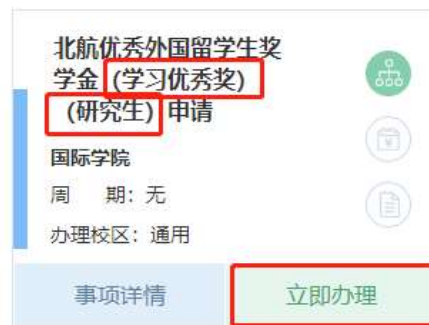 北航优秀外国留学生奖
学金 (学习优秀奖)
(研究生) 申请
国际学院
周 期：无
办理校区：通用
事项详情 立即办理